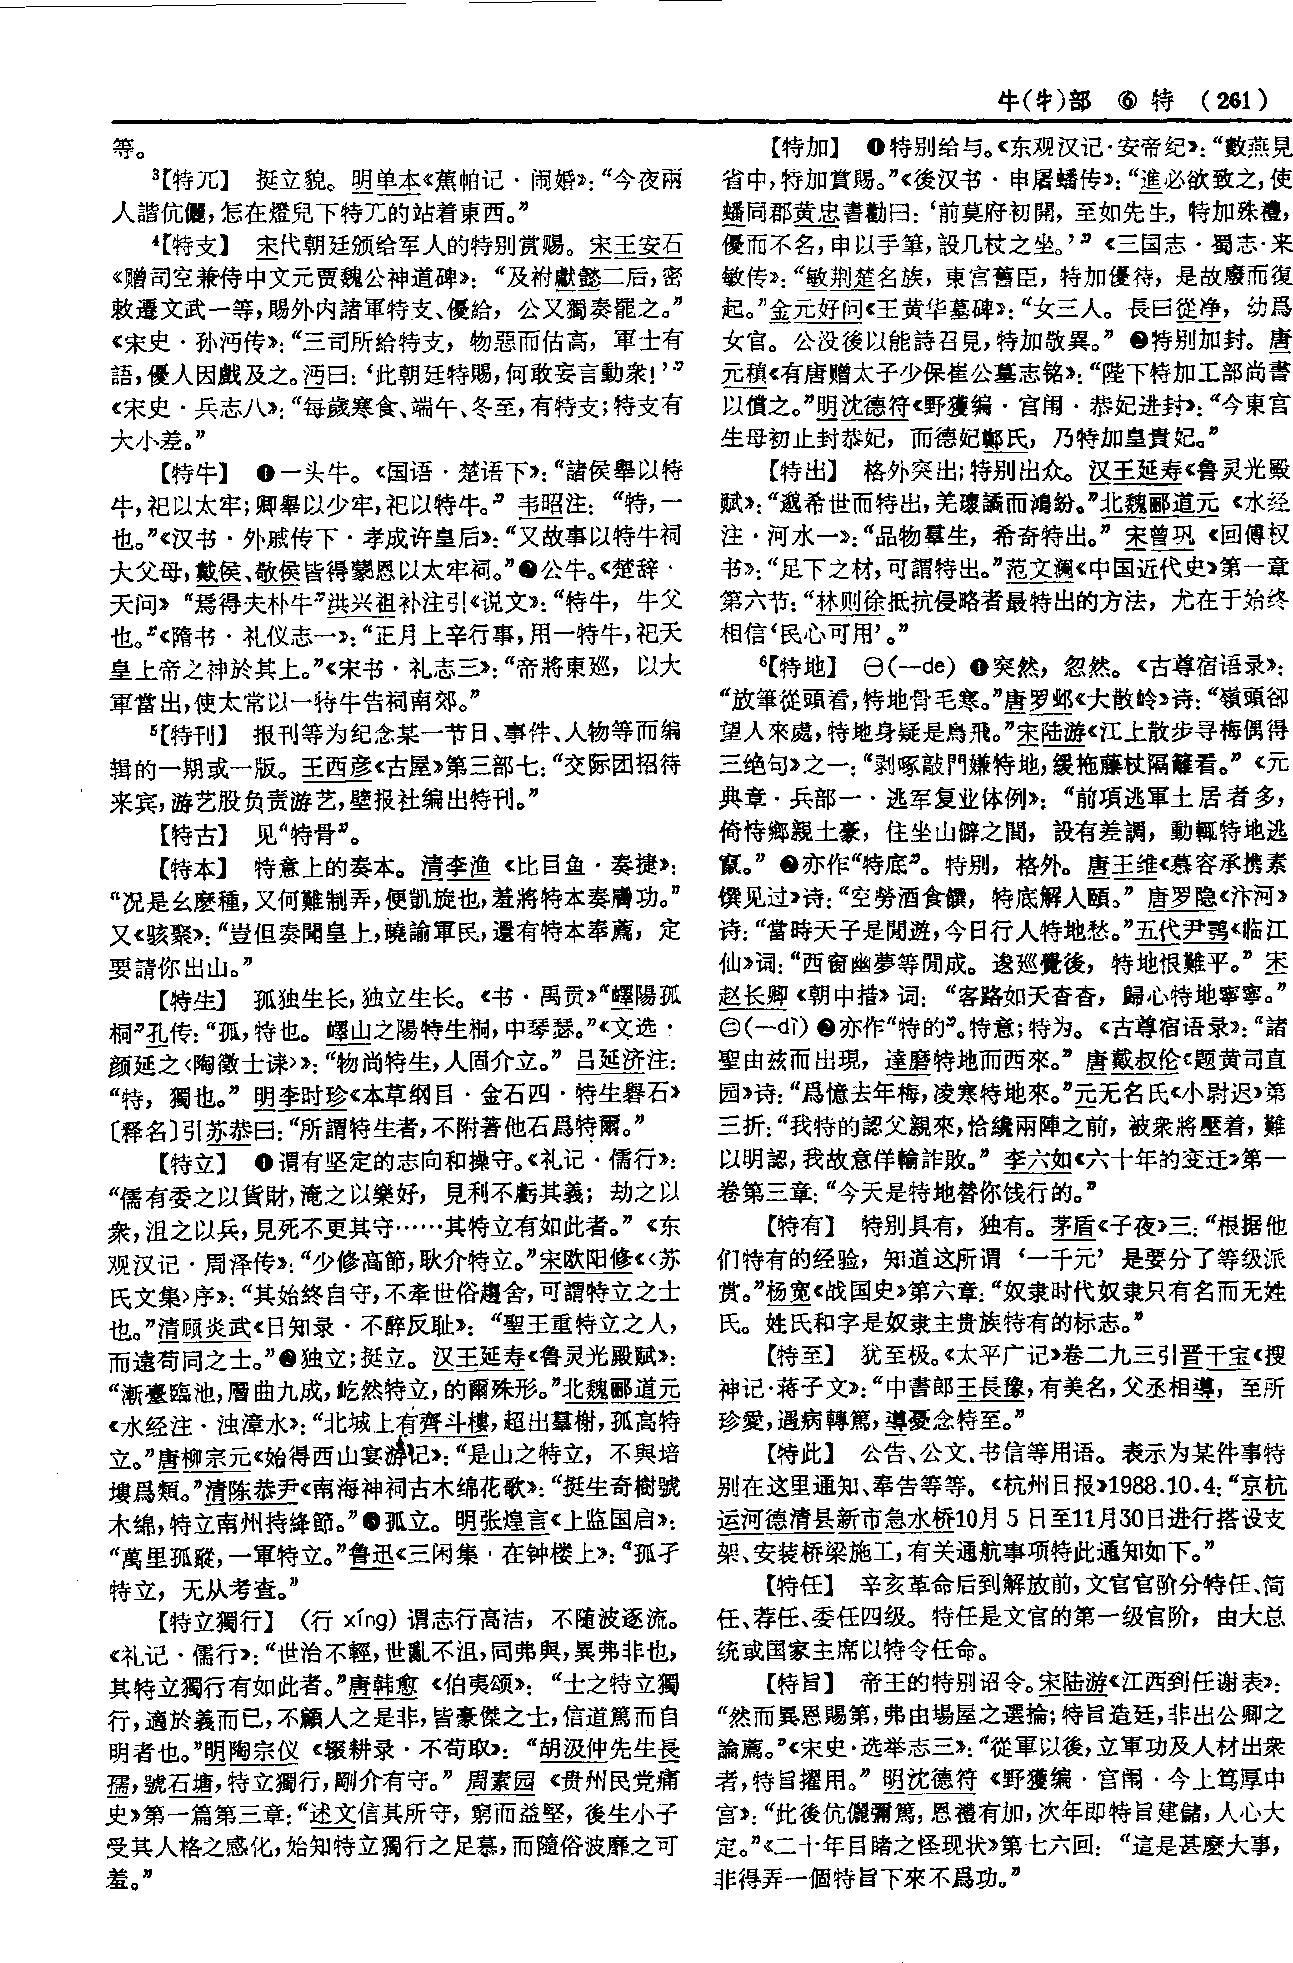 牛(牜)部 ⑥ 特 (261)
等。
³【特兀】 挺立貌。明单本《蕉帕记·闹婚》：“今夜兩
人諧伉儷，怎在燈兒下特兀的站着東西。”
⁴【特支】 宋代朝廷颁给军人的特别赏赐。宋王安石
《赠司空兼侍中文元贾魏公神道碑》：“及祔獻懿二后，密
敕遷文武一等，賜外内諸軍特支、優給，公又獨奏罷之。”
《宋史·孙沔传》：“三司所给特支，物惡而估高，軍士有
語，優人因戲及之。沔曰：‘此朝廷特賜，何敢妄言動衆！’”
《宋史·兵志八》：“每歲寒食、端午、冬至，有特支；特支有
大小差。”
【特牛】 ❶一头牛。《国语·楚语下》：“諸侯舉以特
牛，祀以太牢；卿舉以少牢，祀以特牛。”韦昭注：“特，一
也。”《汉书·外戚传下·孝成许皇后》：“又故事以特牛祠
大父母，戴侯、敬侯皆得蒙恩以太牢祠。”❷公牛。《楚辞·
天问》“焉得夫朴牛”洪兴祖补注引《说文》：“特牛，牛父
也。”《隋书·礼仪志一》：“正月上辛行事，用一特牛，祀天
皇上帝之神於其上。”《宋书·礼志三》：“帝將東巡，以大
軍當出，使太常以一特牛告祠南郊。”
⁵【特刊】 报刊等为纪念某一节日、事件、人物等而编
辑的一期或一版。王西彦《古屋》第三部七：“交际团招待
来宾，游艺股负责游艺，壁报社编出特刊。”
【特古】 见“特骨”。
【特本】 特意上的奏本。清李渔《比目鱼·奏捷》：
“况是幺麽種，又何難制弄，便凱旋也，羞將特本奏膚功。”
又《骇聚》：“豈但奏聞皇上，曉諭軍民，還有特本奉薦，定
要請你出山。”
【特生】 孤独生长，独立生长。《书·禹贡》“嶧陽孤
桐”孔传：“孤，特也。嶧山之陽特生桐，中琴瑟。”《文选·
颜延之〈陶徵士诔〉》：“物尚特生，人固介立。”吕延济注：
“特，獨也。”明李时珍《本草纲目·金石四·特生礜石》
〔释名〕引苏恭曰：“所謂特生者，不附著他石爲特爾。”
【特立】 ❶谓有坚定的志向和操守。《礼记·儒行》：
“儒有委之以貨財，淹之以樂好，見利不虧其義；劫之以
衆，沮之以兵，見死不更其守……其特立有如此者。”《东
观汉记·周泽传》：“少修高節，耿介特立。”宋欧阳修《〈苏
氏文集〉序》：“其始終自守，不牽世俗趨舍，可謂特立之士
也。”清顾炎武《日知录·不醉反耻》：“聖王重特立之人，
而遠苟同之士。”❷独立；挺立。汉王延寿《鲁灵光殿赋》：
“漸臺臨池，層曲九成，屹然特立，的爾殊形。”北魏郦道元
《水经注·浊漳水》：“北城上有齊斗樓，超出羣榭，孤高特
立。”唐柳宗元《始得西山宴游记》：“是山之特立，不與培
塿爲類。”清陈恭尹《南海神祠古木绵花歌》：“挺生奇樹號
木綿，特立南州持絳節。”❸孤立。明张煌言《上监国启》：
“萬里孤蹤，一軍特立。”鲁迅《三闲集·在钟楼上》：“孤孑
特立，无从考查。”
【特立獨行】 (行 xíng) 谓志行高洁，不随波逐流。
《礼记·儒行》：“世治不輕，世亂不沮，同弗與，異弗非也，
其特立獨行有如此者。”唐韩愈《伯夷颂》：“士之特立獨
行，適於義而已，不顧人之是非，皆豪傑之士，信道篤而自
明者也。”明陶宗仪《辍耕录·不苟取》：“胡汲仲先生長
孺，號石塘，特立獨行，剛介有守。”周素园《贵州民党痛
史》第一篇第三章：“述文信其所守，窮而益堅，後生小子
受其人格之感化，始知特立獨行之足慕，而隨俗波靡之可
羞。”
【特加】 ❶特别给与。《东观汉记·安帝纪》：“數燕見
省中，特加賞賜。”《後汉书·申屠蟠传》：“進必欲致之，使
蟠同郡黄忠書勸曰：‘前莫府初開，至如先生，特加殊禮，
優而不名，申以手筆，設几杖之坐。’”《三国志·蜀志·来
敏传》：“敏荆楚名族，東宫舊臣，特加優待，是故廢而復
起。”金元好问《王黄华墓碑》：“女三人。長曰從净，幼爲
女官。公没後以能詩召見，特加敬異。”❷特别加封。唐
元稹《有唐赠太子少保崔公墓志铭》：“陛下特加工部尚書
以償之。”明沈德符《野獲编·宫闱·恭妃进封》：“今東宫
生母初止封恭妃，而德妃鄭氏，乃特加皇貴妃。”
【特出】 格外突出；特别出众。汉王延寿《鲁灵光殿
赋》：“邈希世而特出，羌瓌譎而鴻紛。”北魏郦道元《水经
注·河水一》：“品物羣生，希奇特出。”宋曾巩《回傅权
书》：“足下之材，可謂特出。”范文澜《中国近代史》第一章
第六节：“林则徐抵抗侵略者最特出的方法，尤在于始终
相信‘民心可用’。”
⁶【特地】 ㊀(—de) ❶突然，忽然。《古尊宿语录》：
“放筆從頭看，特地骨毛寒。”唐罗邺《大散岭》诗：“嶺頭卻
望人來處，特地身疑是鳥飛。”宋陆游《江上散步寻梅偶得
三绝句》之一：“剥啄敲門嫌特地，緩拖藤杖隔籬看。”《元
典章·兵部一·逃军复业体例》：“前項逃軍土居者多，
倚恃鄉親土豪，住坐山僻之間，設有差調，動輒特地逃
竄。”❷亦作“特底”。特别，格外。唐王维《慕容承携素
馔见过》诗：“空勞酒食饌，特底解人頤。”唐罗隐《汴河》
诗：“當時天子是閒遊，今日行人特地愁。”五代尹鹗《临江
仙》词：“西窗幽夢等閒成。逡巡覺後，特地恨難平。”宋
赵长卿《朝中措》词：“客路如天杳杳，歸心特地寧寧。”
㊁(—dì) ❷亦作“特的”。特意；特为。《古尊宿语录》：“諸
聖由兹而出現，達磨特地而西來。”唐戴叔伦《题黄司直
园》诗：“爲憶去年梅，凌寒特地來。”元无名氏《小尉迟》第
三折：“我特的認父親來，恰纔兩陣之前，被衆將壓着，難
以明認，我故意佯輸詐敗。”李六如《六十年的变迁》第一
卷第三章：“今天是特地替你饯行的。”
【特有】 特别具有，独有。茅盾《子夜》三：“根据他
们特有的经验，知道这所谓‘一千元’是要分了等级派
赏。”杨宽《战国史》第六章：“奴隶时代奴隶只有名而无姓
氏。姓氏和字是奴隶主贵族特有的标志。”
【特至】 犹至极。《太平广记》卷二九三引晋干宝《搜
神记·蒋子文》：“中書郎王長豫，有美名，父丞相導，至所
珍愛，遇病轉篤，導憂念特至。”
【特此】 公告、公文、书信等用语。表示为某件事特
别在这里通知、奉告等等。《杭州日报》1988.10.4：“京杭
运河德清县新市急水桥10月5日至11月30日进行搭设支
架、安装桥梁施工，有关通航事项特此通知如下。”
【特任】 辛亥革命后到解放前，文官官阶分特任、简
任、荐任、委任四级。特任是文官的第一级官阶，由大总
统或国家主席以特令任命。
【特旨】 帝王的特别诏令。宋陆游《江西到任谢表》：
“然而異恩賜第，弗由場屋之選掄；特旨造廷，非出公卿之
論薦。”《宋史·选举志三》：“從軍以後，立軍功及人材出衆
者，特旨擢用。”明沈德符《野獲编·宫闱·今上笃厚中
宫》：“此後伉儷彌篤，恩禮有加，次年即特旨建儲，人心大
定。”《二十年目睹之怪现状》第七六回：“這是甚麽大事，
非得弄一個特旨下來不爲功。”